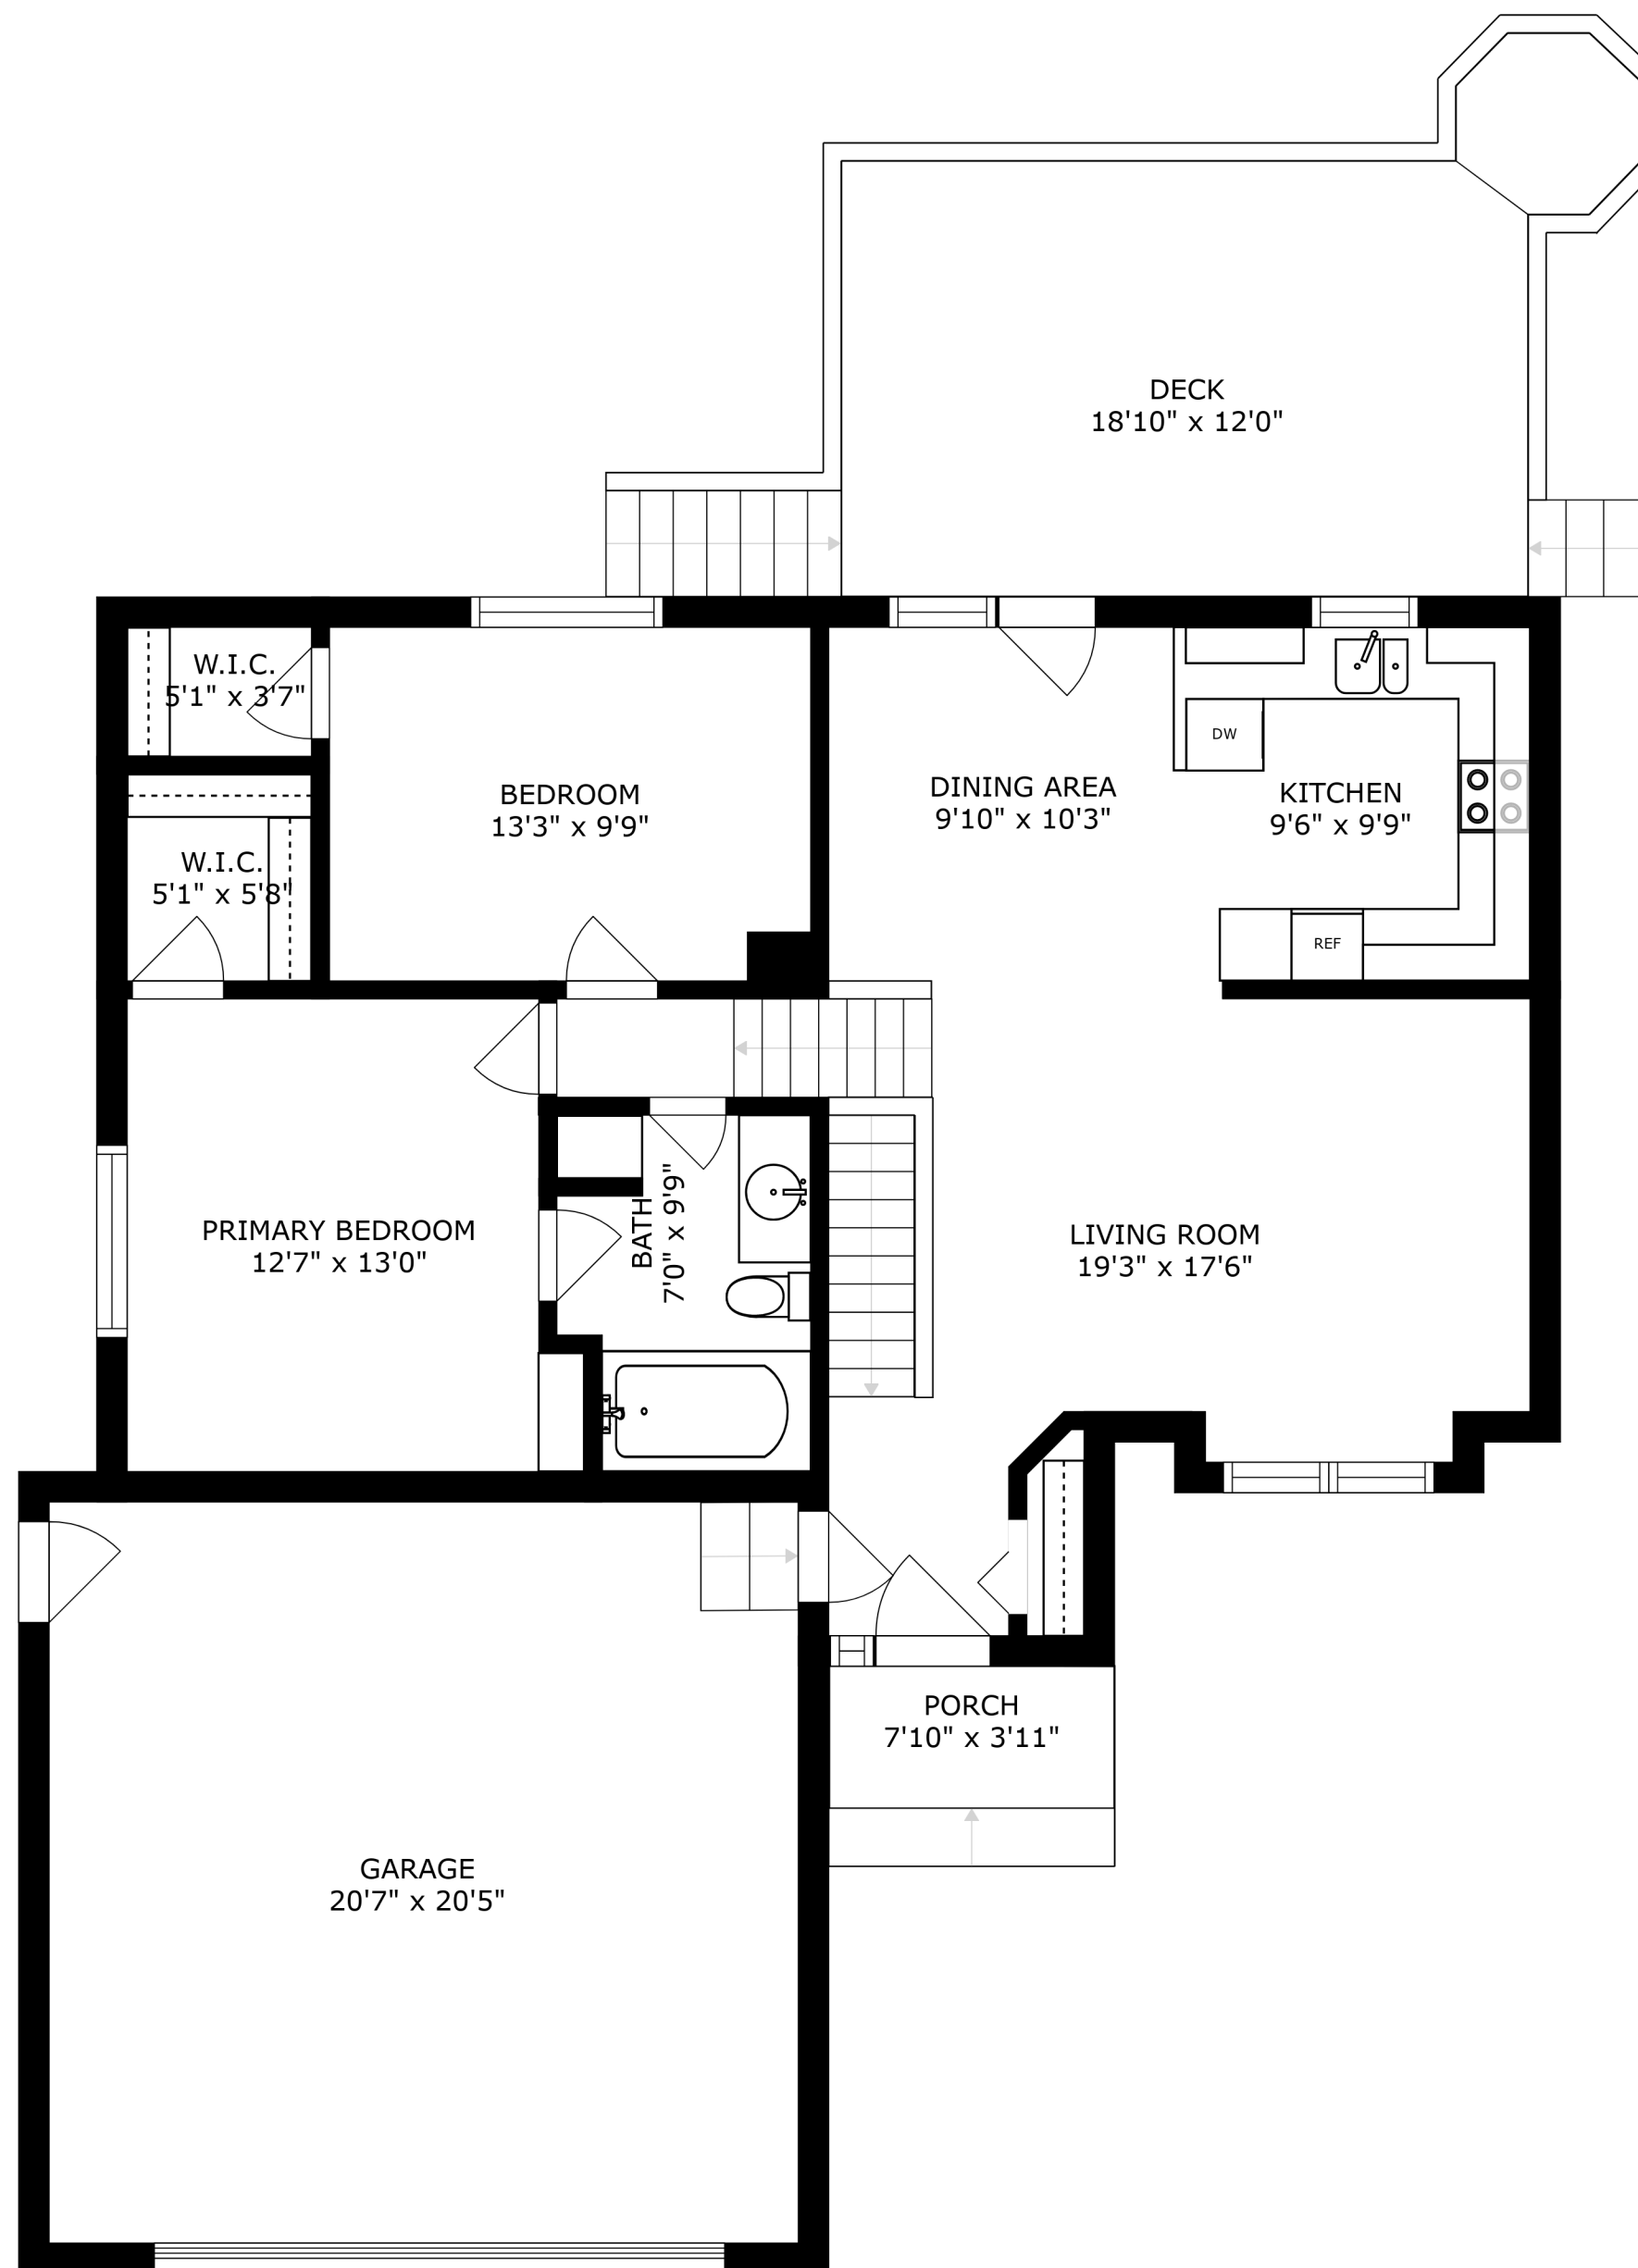 DECK
18'10" x 12'0"
W.I.C.
5'1" x 3'7"
DW
BEDROOM
13'3" x 9'9"
DINING AREA
9'10" x 10'3"
KITCHEN
9'6" x 9'9"
W.I.C.
5'1" x 5'8"
REF
PRIMARY BEDROOM
12'7" x 13'0"
BATH
7'0" x 9'9"
LIVING ROOM
19'3" x 17'6"
PORCH
7'10" x 3'11"
GARAGE
20'7" x 20'5"